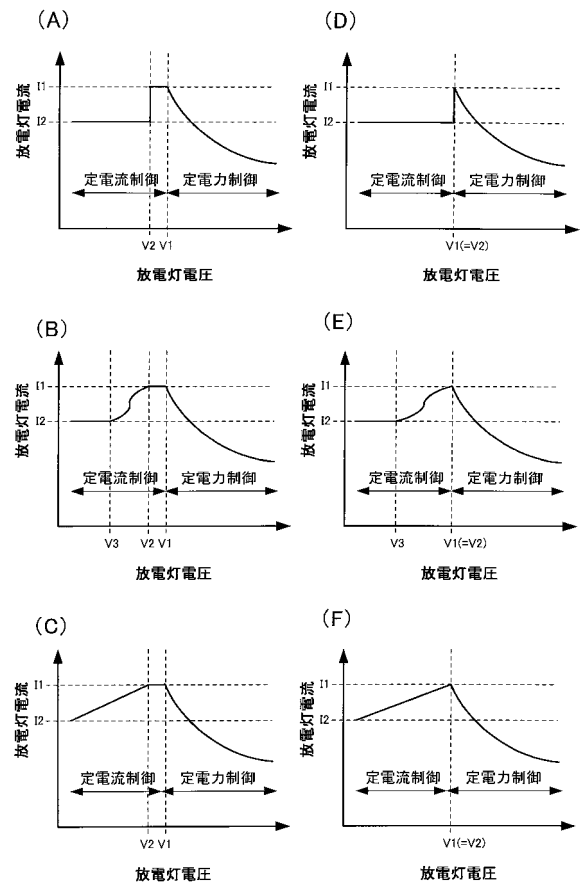 (A)
放電灯電流
I1
I2
定電流制御
定電力制御
V2 V1
放電灯電圧
(D)
放電灯電流
I1
I2
定電流制御
定電力制御
V1(=V2)
放電灯電圧
(B)
放電灯電流
I1
I2
定電流制御
定電力制御
V3
V2 V1
放電灯電圧
(E)
放電灯電流
I1
I2
定電流制御
定電力制御
V3
V1(=V2)
放電灯電圧
(C)
放電灯電流
I1
I2
定電流制御
定電力制御
V2 V1
放電灯電圧
(F)
放電灯電流
I1
I2
定電流制御
定電力制御
V1(=V2)
放電灯電圧